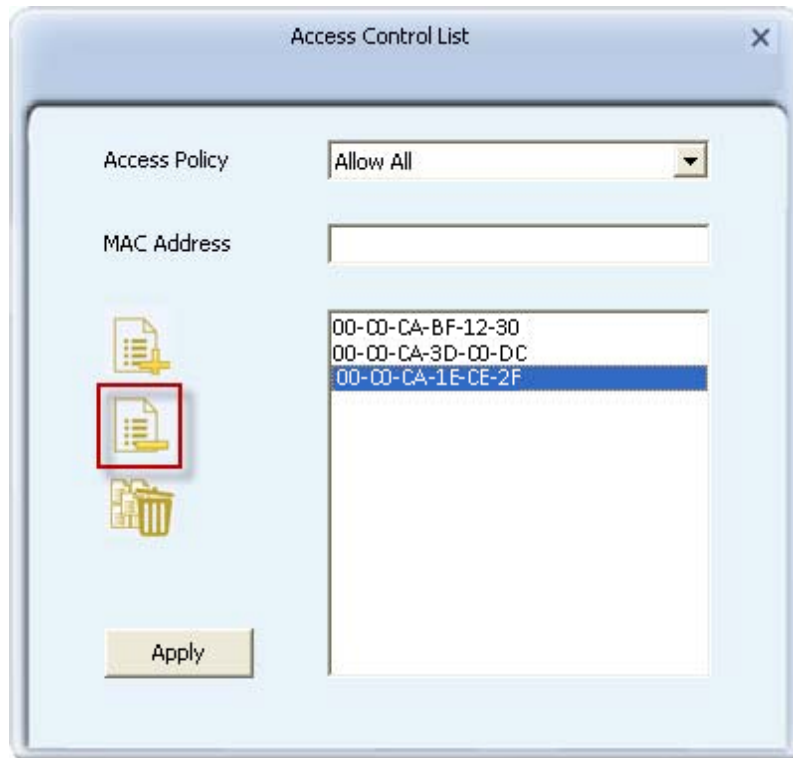 Access Control List
Access Policy
Allow All
MAC Address
00-C0-CA-BF-12-30
00-C0-CA-3D-C0-DC
00-C0-CA-1E-CE-2F
Apply